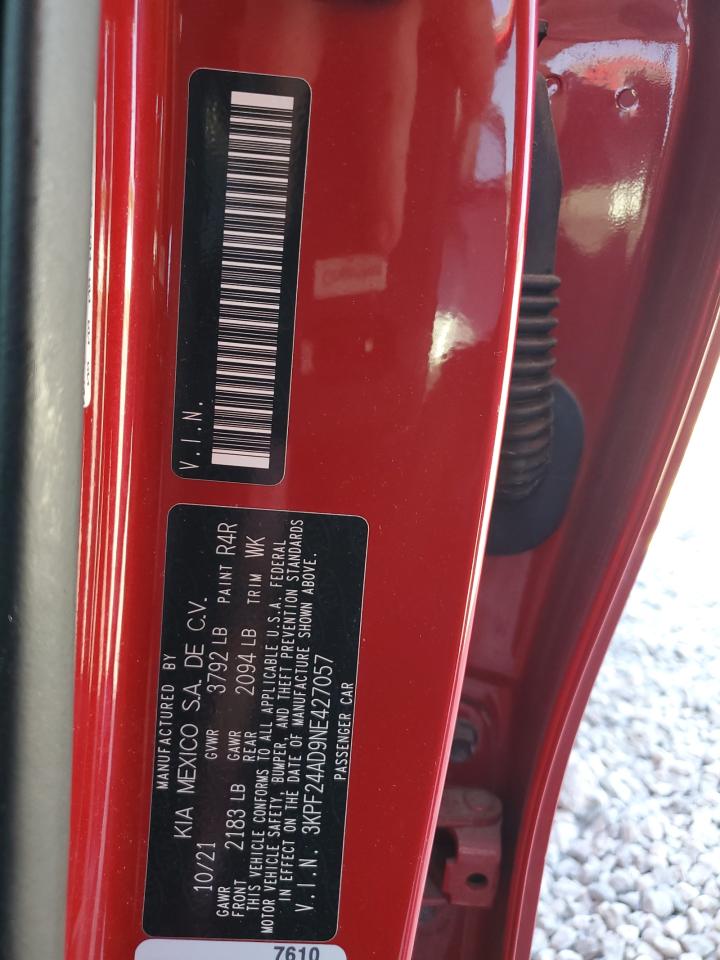 V.I.N.
MANUFACTURED BY
KIA MEXICO S.A. DE C.V.
10/21 GVWR 3792 LB PAINT R4R
GAWR FRONT 2183 LB GAWR REAR 2094 LB TRIM WK
THIS VEHICLE CONFORMS TO ALL APPLICABLE U.S.A. FEDERAL
MOTOR VEHICLE SAFETY, BUMPER, AND THEFT PREVENTION STANDARDS
IN EFFECT ON THE DATE OF MANUFACTURE SHOWN ABOVE.
V.I.N. 3KPF24AD9NE427057
PASSENGER CAR
7610